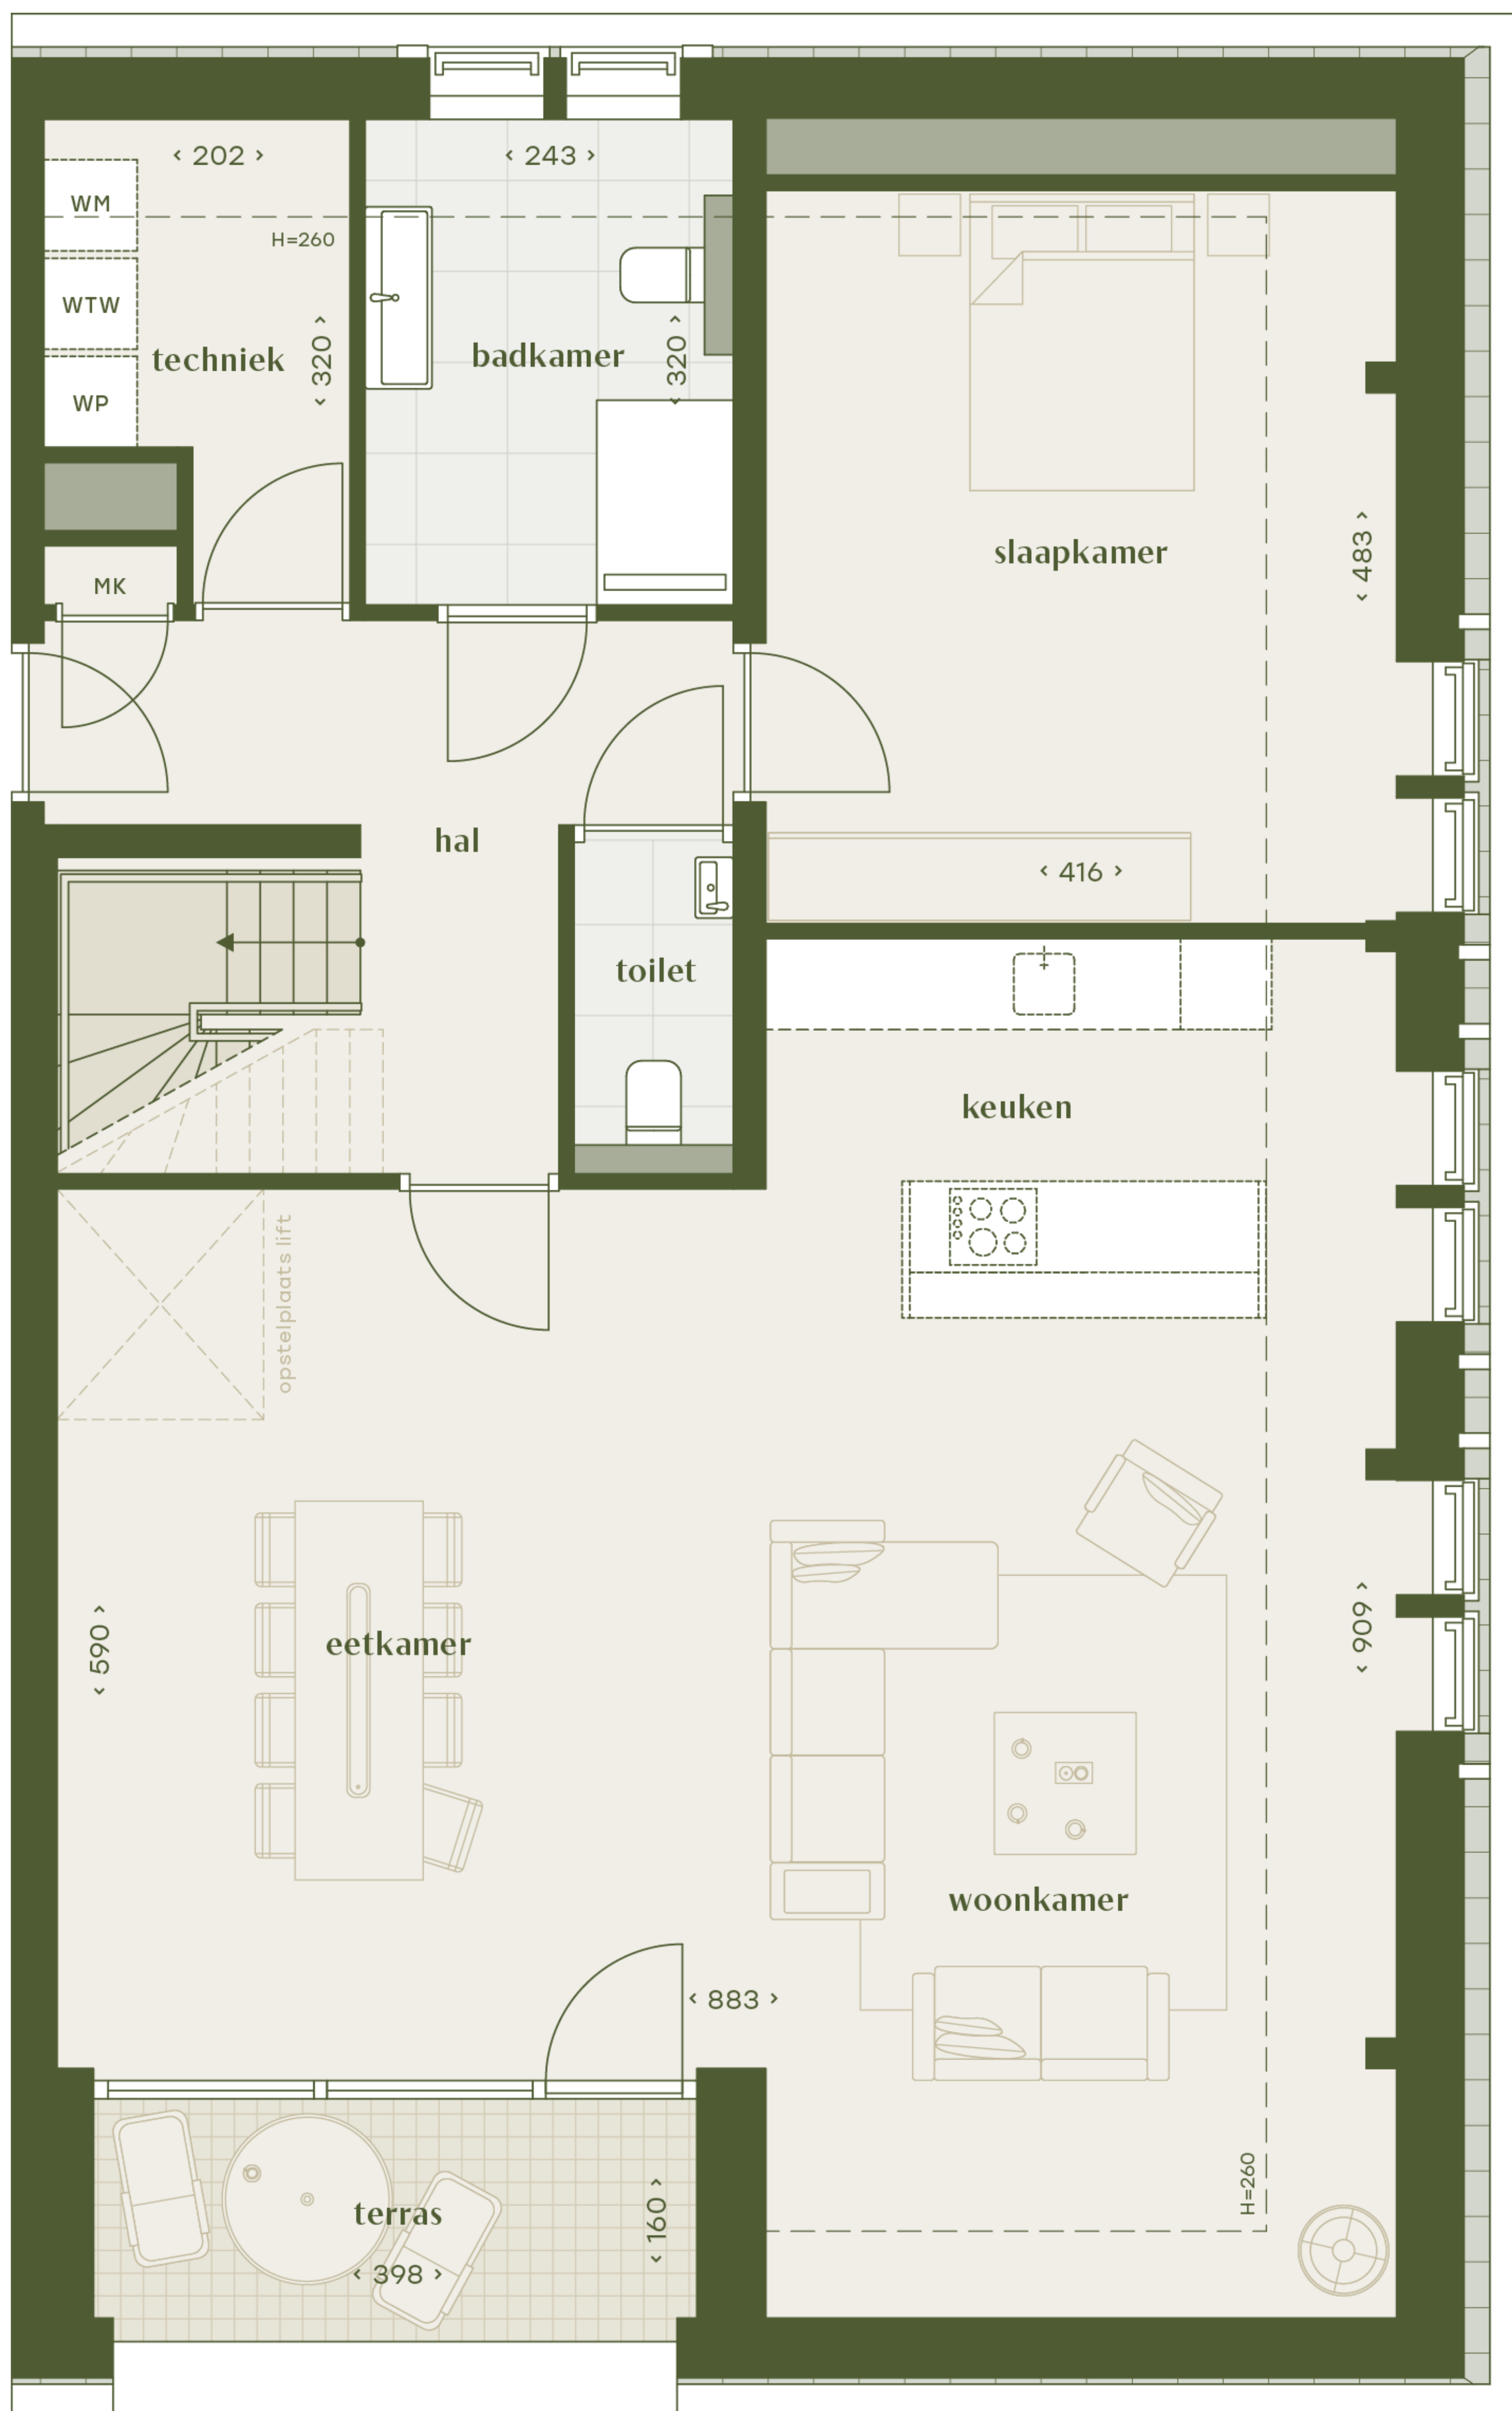 ‹ 202 ›
‹ 243 ›
WM
H=260
WTW
techniek
‹ 320 ›
badkamer
‹ 320 ›
WP
slaapkamer
‹ 483 ›
MK
hal
‹ 416 ›
toilet
keuken
opstelplaats lift
eetkamer
‹ 590 ›
‹ 909 ›
woonkamer
‹ 883 ›
H=260
terras
‹ 160 ›
‹ 398 ›